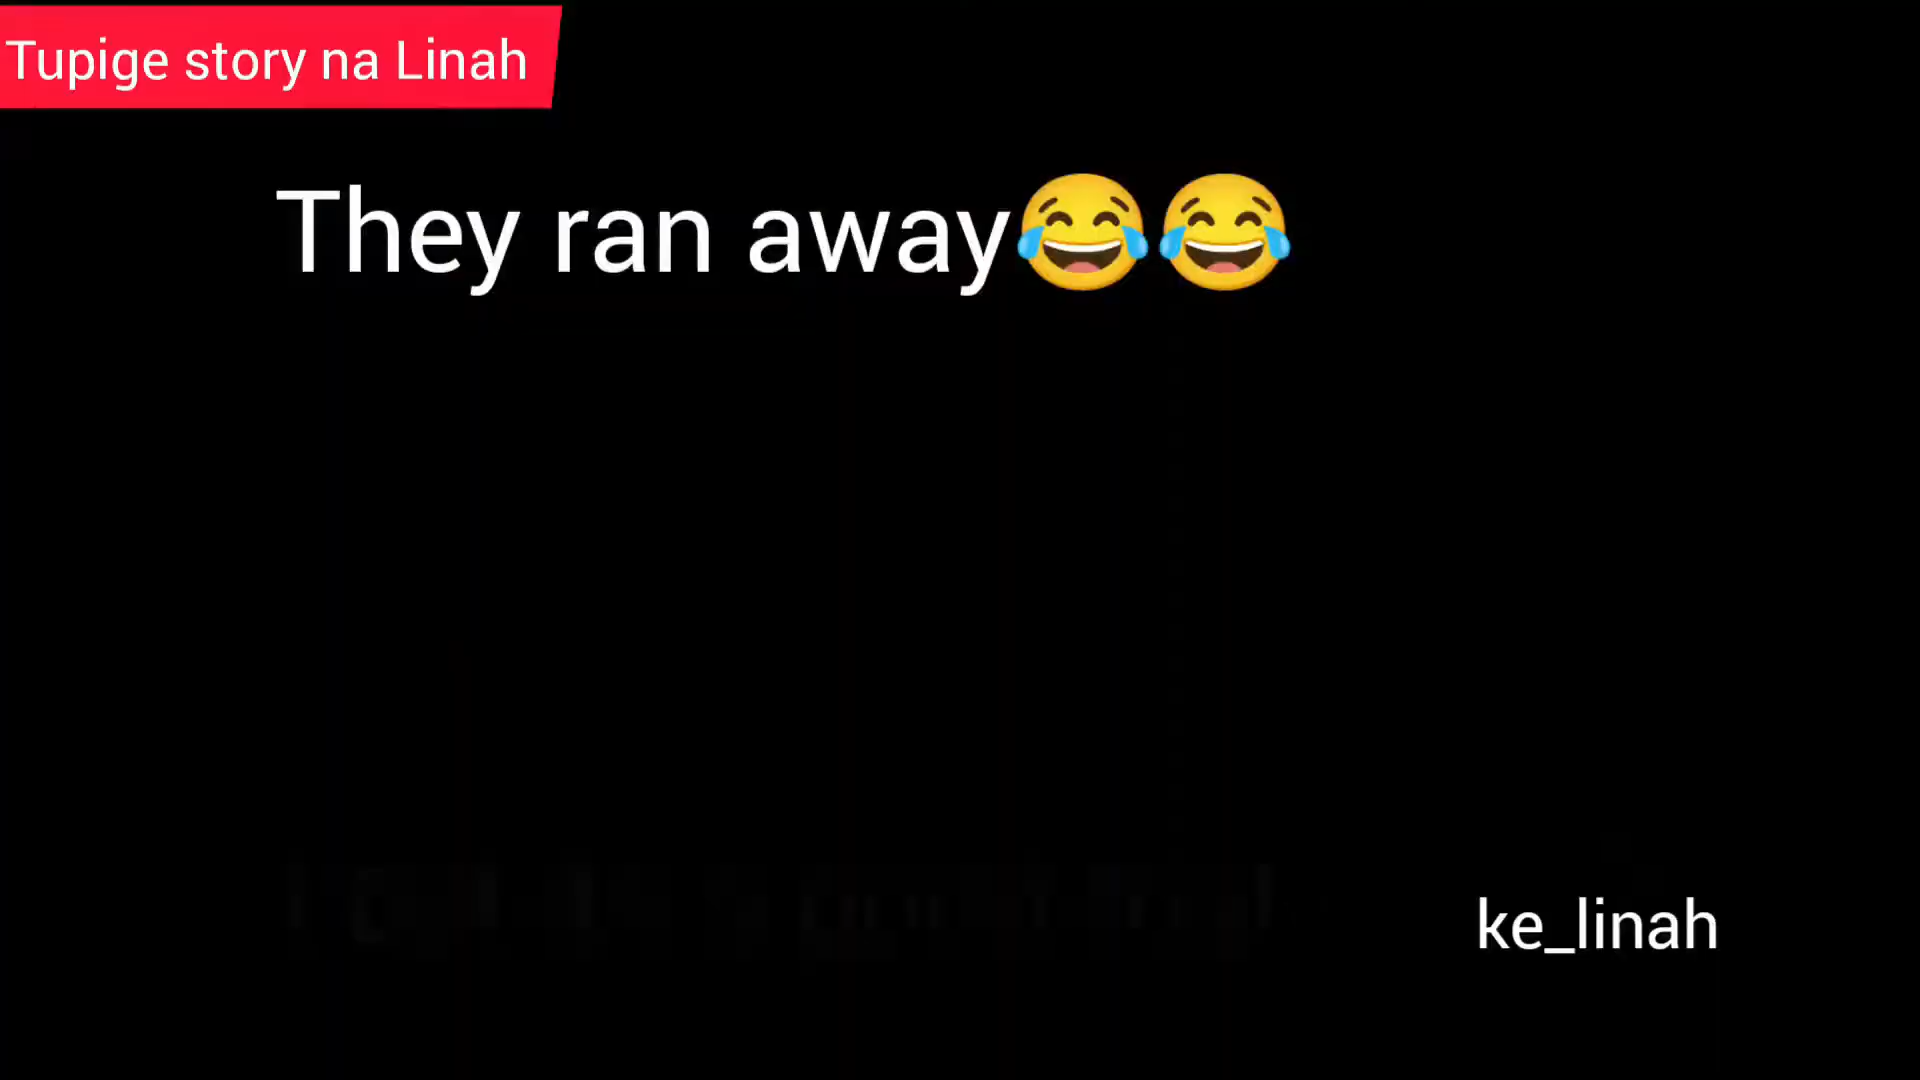 Tupige story na Linah
They ran away😂😂
ke_linah